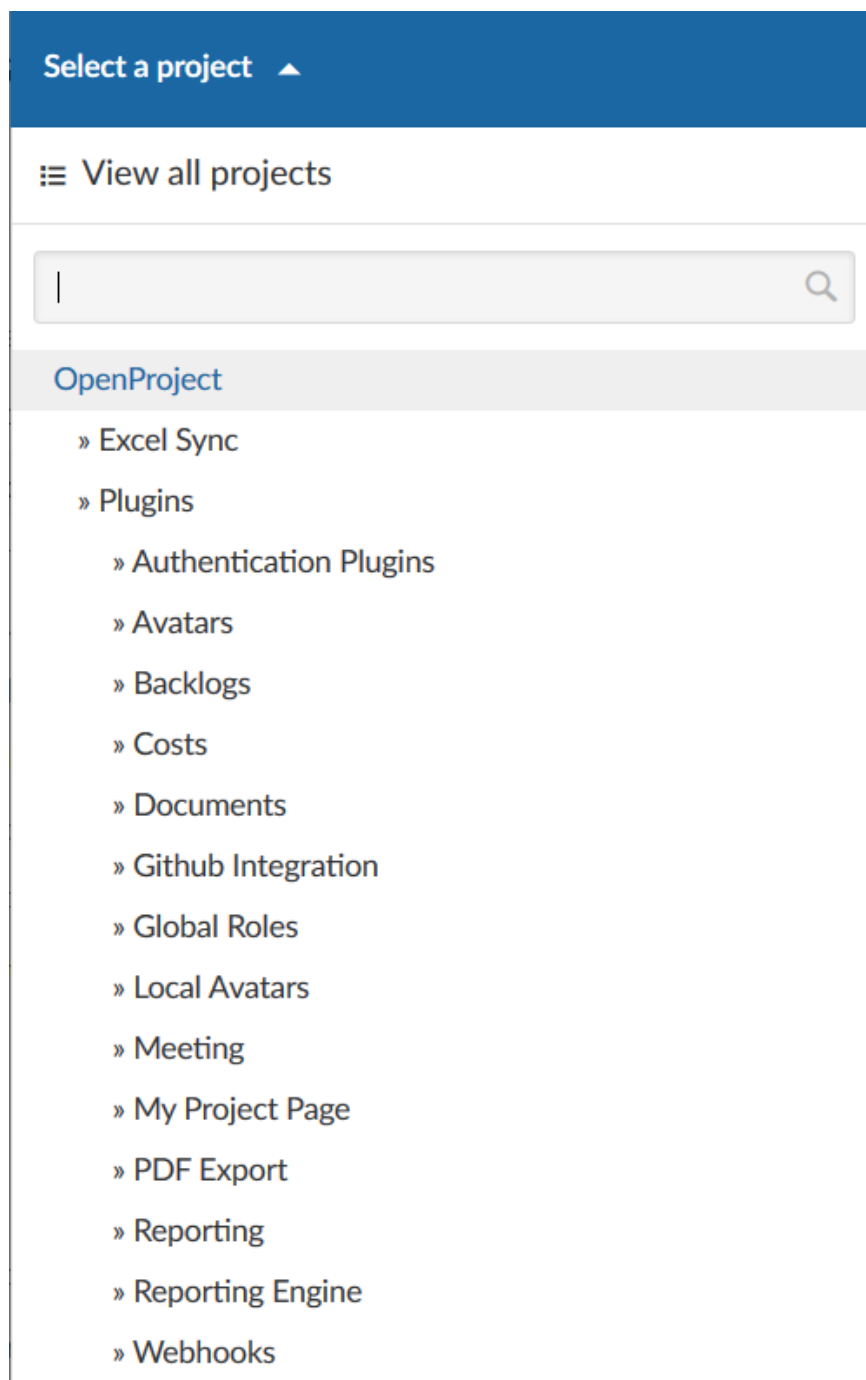 Select a project
View all projects
OpenProject
» Excel Sync
» Plugins
» Authentication Plugins
» Avatars
» Backlogs
» Costs
» Documents
» Github Integration
» Global Roles
» Local Avatars
» Meeting
» My Project Page
» PDF Export
» Reporting
» Reporting Engine
» Webhooks